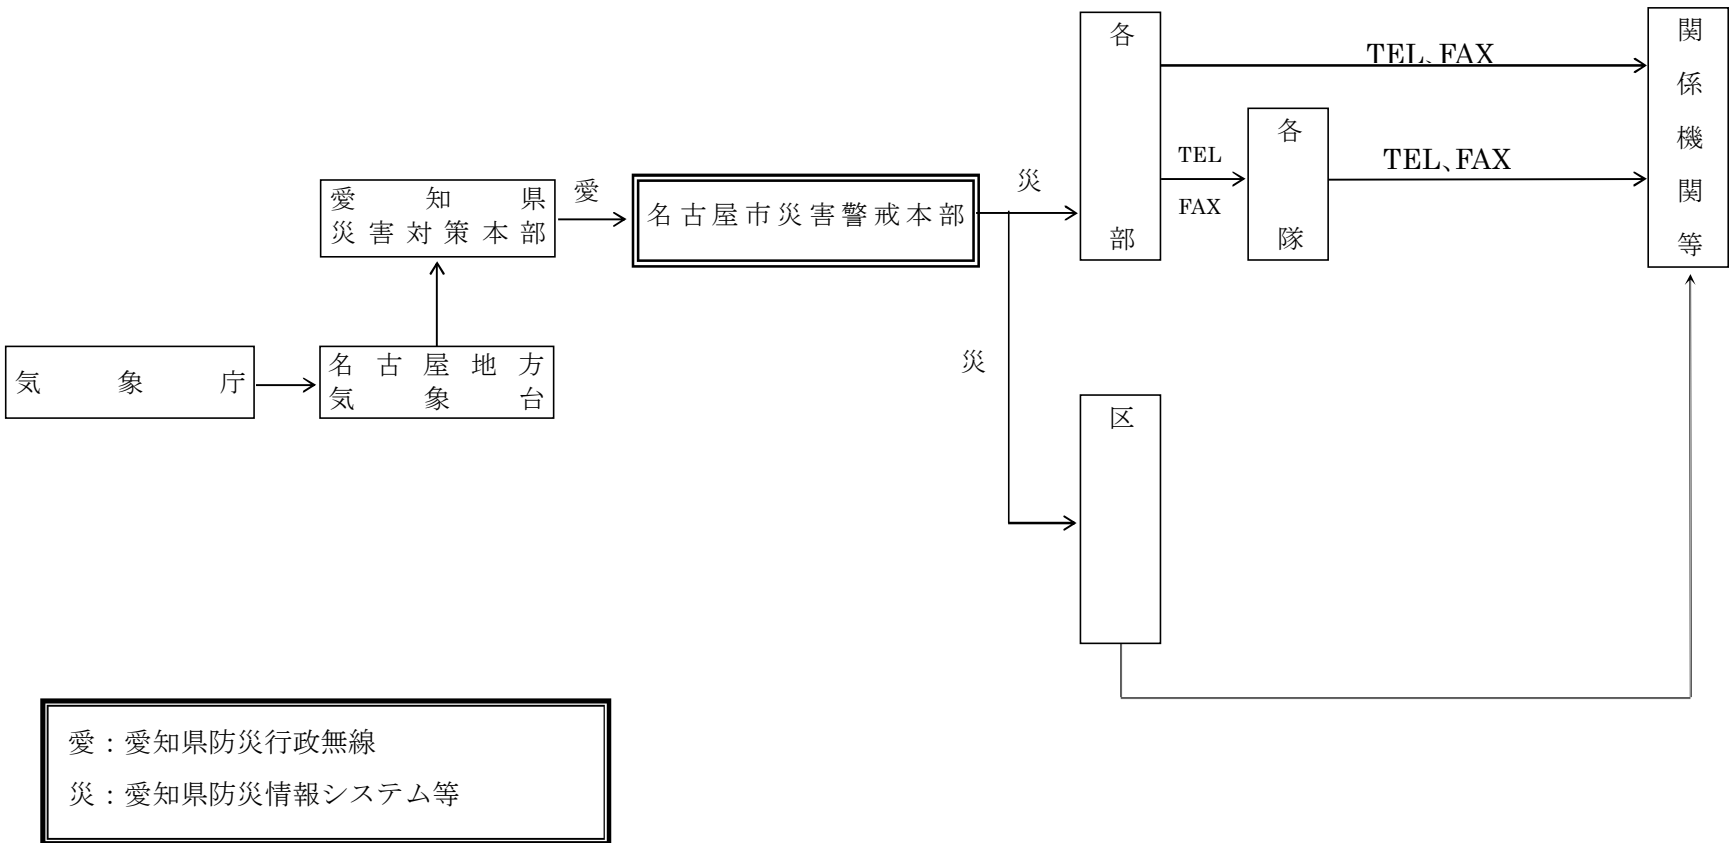 気象庁
名古屋地方
気象台
愛知県
災害対策本部
愛
名古屋市災害警戒本部
災
災
各部
TEL
FAX
各隊
TEL、FAX
TEL、FAX
関係機関等
区
愛：愛知県防災行政無線
災：愛知県防災情報システム等